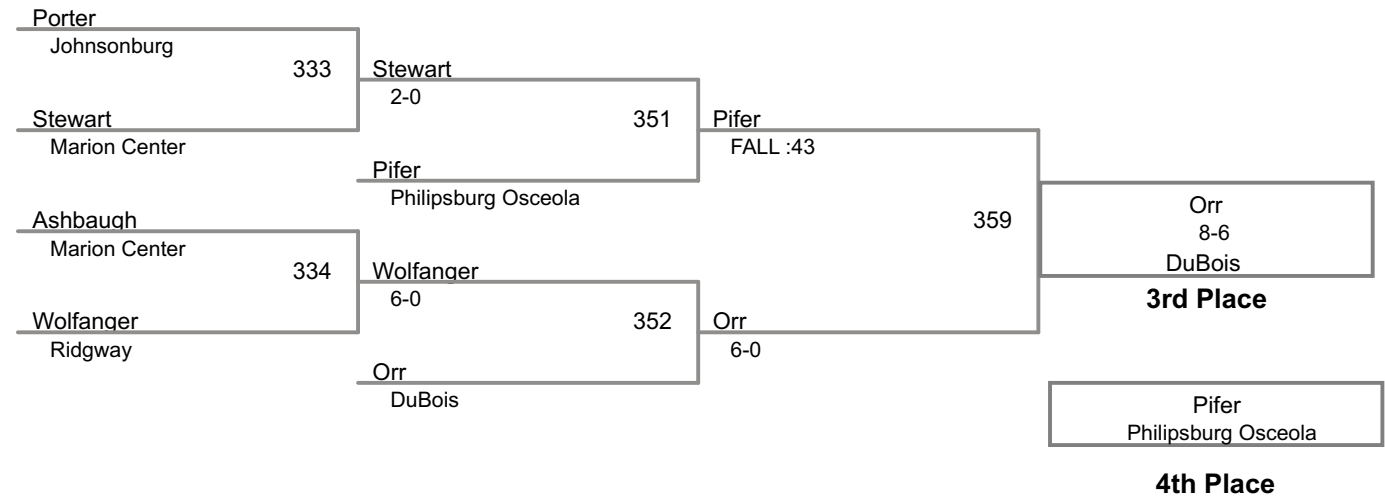 Porter
Johnsonburg
333
Stewart
2-0
Stewart
Marion Center
351
Pifer
FALL :43
Pifer
Philipsburg Osceola
Ashbaugh
Marion Center
359
Orr
8-6
DuBois
3rd Place
334
Wolfanger
6-0
Wolfanger
Ridgway
352
Orr
6-0
Orr
DuBois
Pifer
Philipsburg Osceola
4th Place